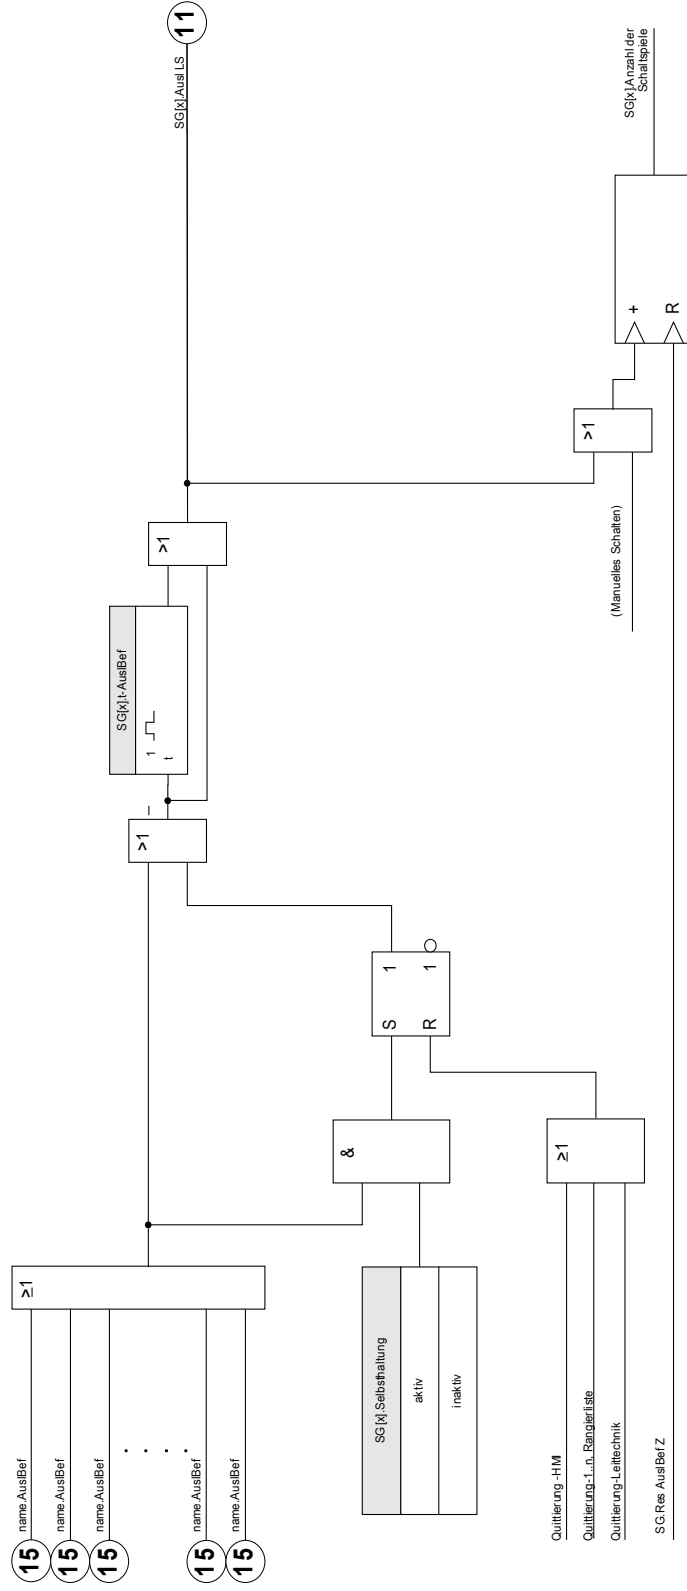 15 name.AuslBef
15 name.AuslBef
15 name.AuslBef
. . . .
15 name.AuslBef
15 name.AuslBef
≥1
SG[x].Selbsthaltung
aktiv
inaktiv
&
Quittierung -HMI
Quittierung-1..n, Rangierliste
Quittierung-Leittechnik
≥1
SG.Res AuslBef Z
S 1
R 1
>1
SG[x].t-AuslBef
1
t
>1
SG[x].Ausl LS
11
(Manuelles Schalten)
>1
+
R
SG[x].Anzahl der
Schaltspiele